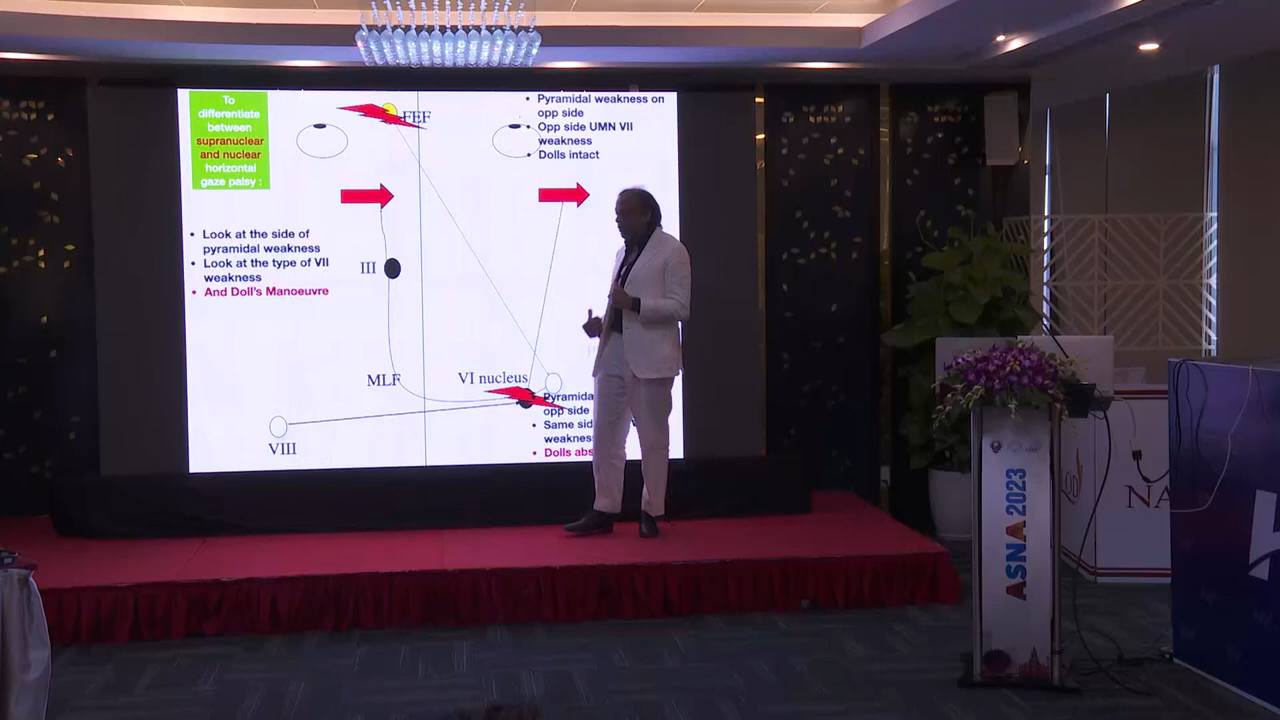 To
differentiate
between
supranuclear
and nuclear
horizontal
gaze palsy :
FEF
• Pyramidal weakness on
opp side
• Opp side UMN VII
weakness
• Dolls intact
• Look at the side of
pyramidal weakness
• Look at the type of VII
weakness
• And Doll's Manoeuvre
III
MLF
VI nucleus
VIII
opp side
• Same
• Dolls
ASNA 2023